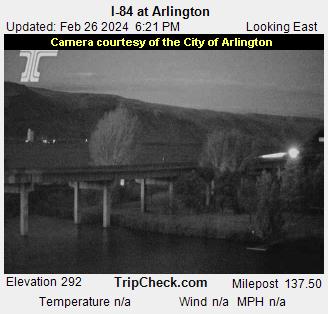 I-84 at Arlington
Updated: Feb 26 2024 6:21 PM Looking East
Camera courtesy of the City of Arlington
Elevation 292 TripCheck.com Milepost 137.50
Temperature n/a Wind n/a MPH n/a